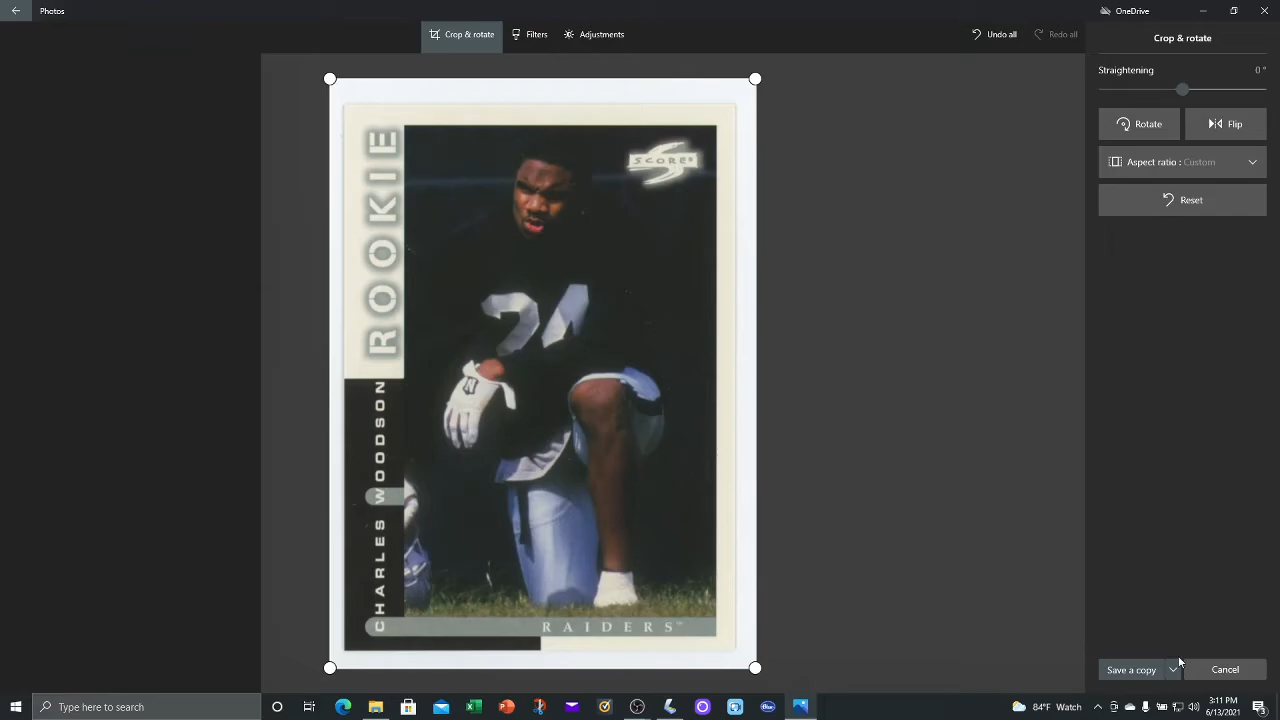 Photos
OneDrive
Crop & rotate
Filters
Adjustments
Undo all
Redo all
Crop & rotate
Straightening
0°
Rotate
Flip
Aspect ratio : Custom
Reset
ROOKIE
SCORE®
24
CHARLES WOODSON
RAIDERS™
Save a copy
Cancel
Type here to search
84°F Watch
3:11 PM
6/13/2023